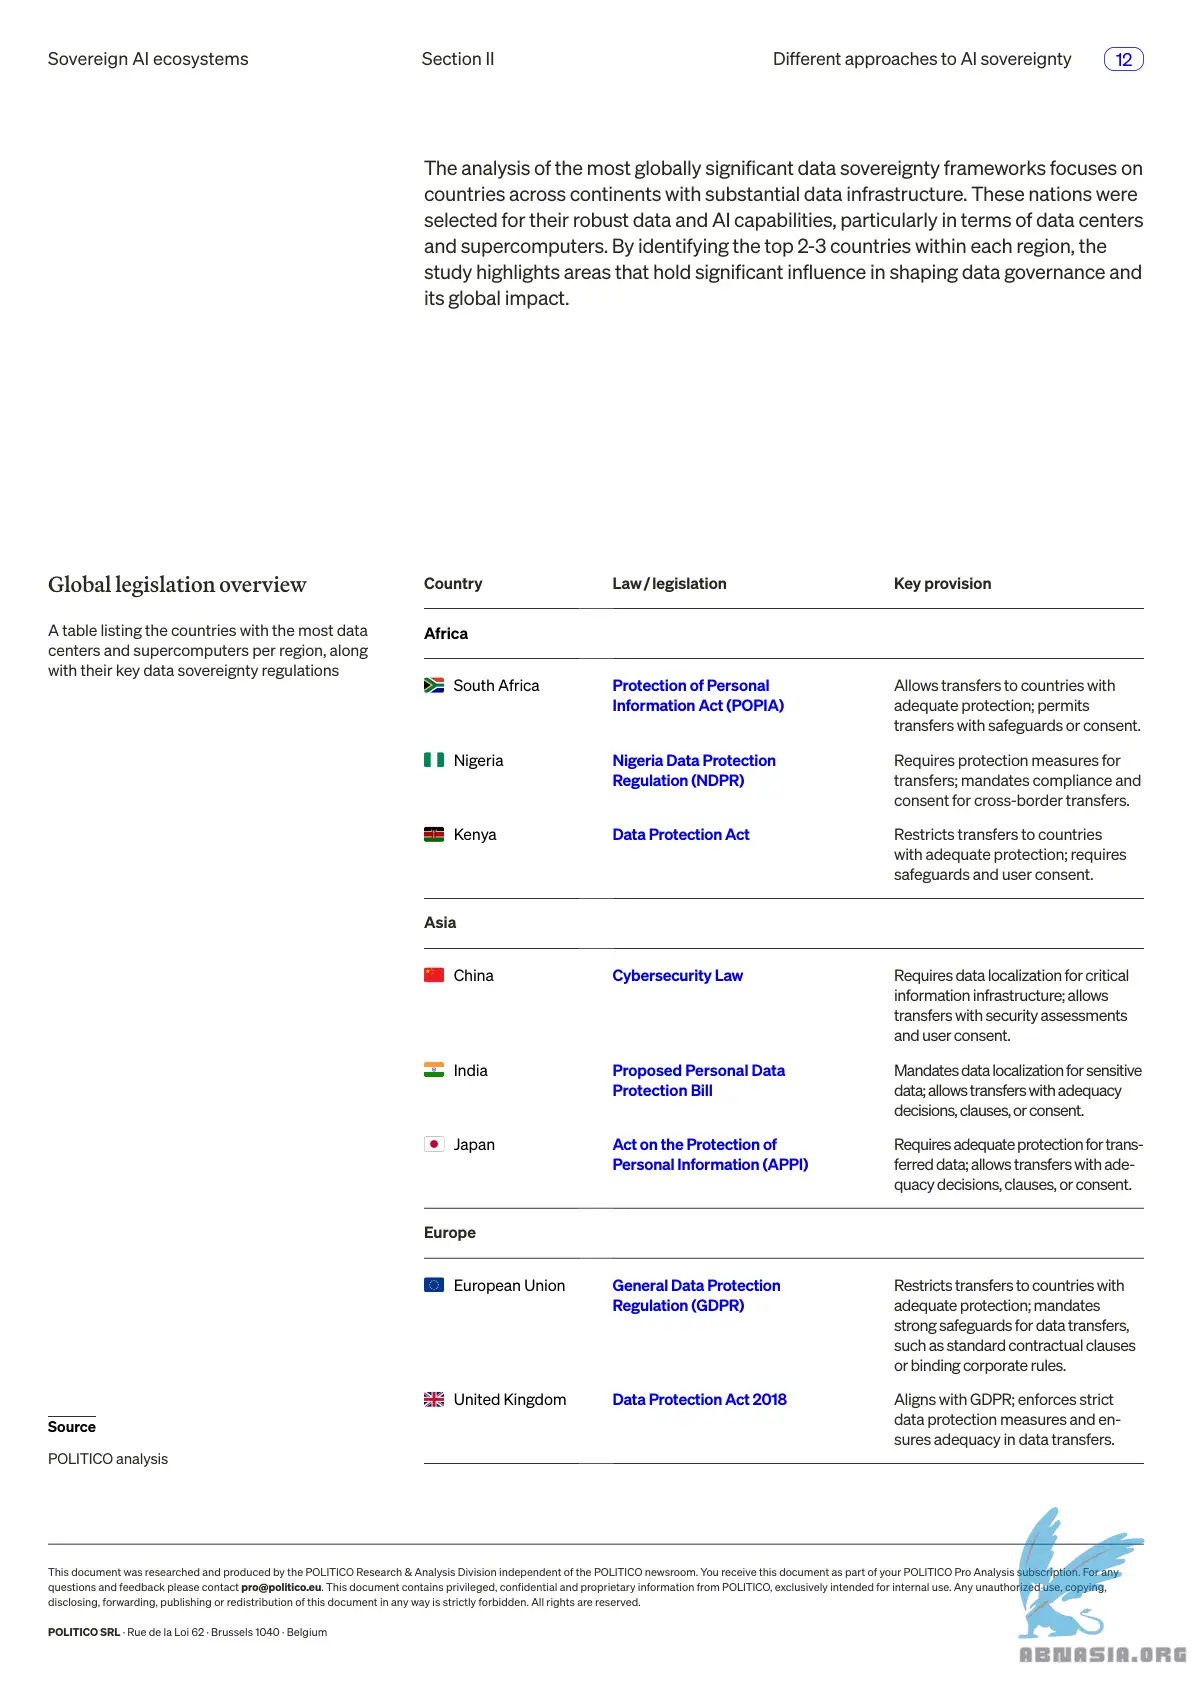 Sovereign AI ecosystems
Section II
Different approaches to AI sovereignty
12
The analysis of the most globally significant data sovereignty frameworks focuses on
countries across continents with substantial data infrastructure. These nations were
selected for their robust data and AI capabilities, particularly in terms of data centers
and supercomputers. By identifying the top 2-3 countries within each region, the
study highlights areas that hold significant influence in shaping data governance and
its global impact.
Global legislation overview
A table listing the countries with the most data
centers and supercomputers per region, along
with their key data sovereignty regulations
Country
Law / legislation
Key provision
Africa
South Africa
Protection of Personal
Information Act (POPIA)
Allows transfers to countries with
adequate protection; permits
transfers with safeguards or consent.
Nigeria
Nigeria Data Protection
Regulation (NDPR)
Requires protection measures for
transfers; mandates compliance and
consent for cross-border transfers.
Kenya
Data Protection Act
Restricts transfers to countries
with adequate protection; requires
safeguards and user consent.
Asia
China
Cybersecurity Law
Requires data localization for critical
information infrastructure; allows
transfers with security assessments
and user consent.
India
Proposed Personal Data
Protection Bill
Mandates data localization for sensitive
data; allows transfers with adequacy
decisions, clauses, or consent.
Japan
Act on the Protection of
Personal Information (APPI)
Requires adequate protection for trans-
ferred data; allows transfers with ade-
quacy decisions, clauses, or consent.
Europe
European Union
General Data Protection
Regulation (GDPR)
Restricts transfers to countries with
adequate protection; mandates
strong safeguards for data transfers,
such as standard contractual clauses
or binding corporate rules.
United Kingdom
Data Protection Act 2018
Aligns with GDPR; enforces strict
data protection measures and en-
sures adequacy in data transfers.
Source
POLITICO analysis
This document was researched and produced by the POLITICO Research & Analysis Division independent of the POLITICO newsroom. You receive this document as part of your POLITICO Pro Analysis subscription. For any
questions and feedback please contact pro@politico.eu. This document contains privileged, confidential and proprietary information from POLITICO, exclusively intended for internal use. Any unauthorized use, copying,
disclosing, forwarding, publishing or redistribution of this document in any way is strictly forbidden. All rights are reserved.
POLITICO SRL · Rue de la Loi 62 · Brussels 1040 · Belgium
ABNASIA.ORG